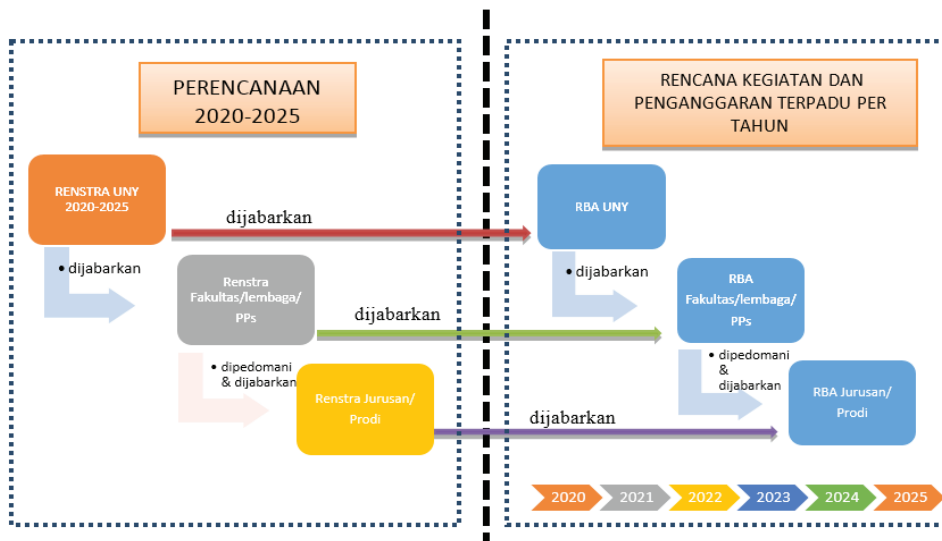 PERENCANAAN
2020-2025
RENSTRA UNY
2020-2025
dijabarkan
• dijabarkan
Renstra
Fakultas/lembaga/
PPs
dijabarkan
• dipedomani
& dijabarkan
Renstra Jurusan/
Prodi
dijabarkan
RENCANA KEGIATAN DAN
PENGANGGARAN TERPADU PER
TAHUN
RBA UNY
• dijabarkan
RBA
Fakultas/lembaga/
PPs
• dipedomani
&
dijabarkan
RBA Jurusan/
Prodi
2020 2021 2022 2023 2024 2025